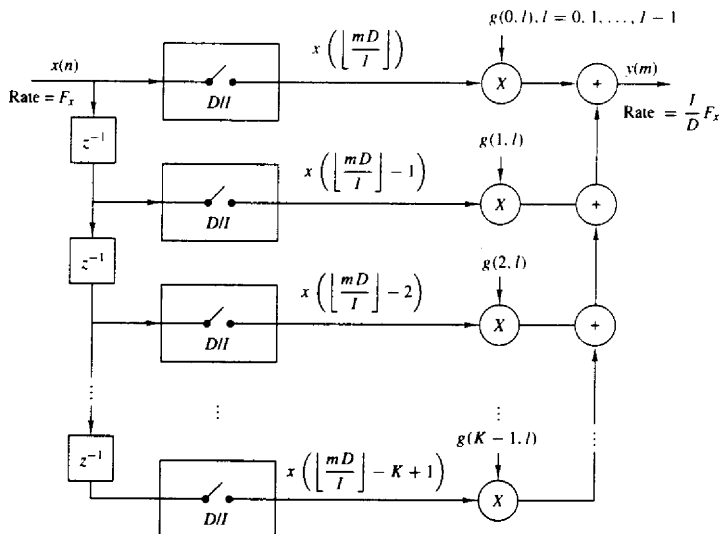 g(0, l), l = 0, 1, . . . , I − 1
x(n)
Rate = F_x
D/I
x(⌊mD/I⌋)
X
+
y(m)
Rate = I/D F_x
z⁻¹
g(1, l)
D/I
x(⌊mD/I⌋ − 1)
X
+
z⁻¹
g(2, l)
D/I
x(⌊mD/I⌋ − 2)
X
+
z⁻¹
g(K − 1, l)
D/I
x(⌊mD/I⌋ − K + 1)
X